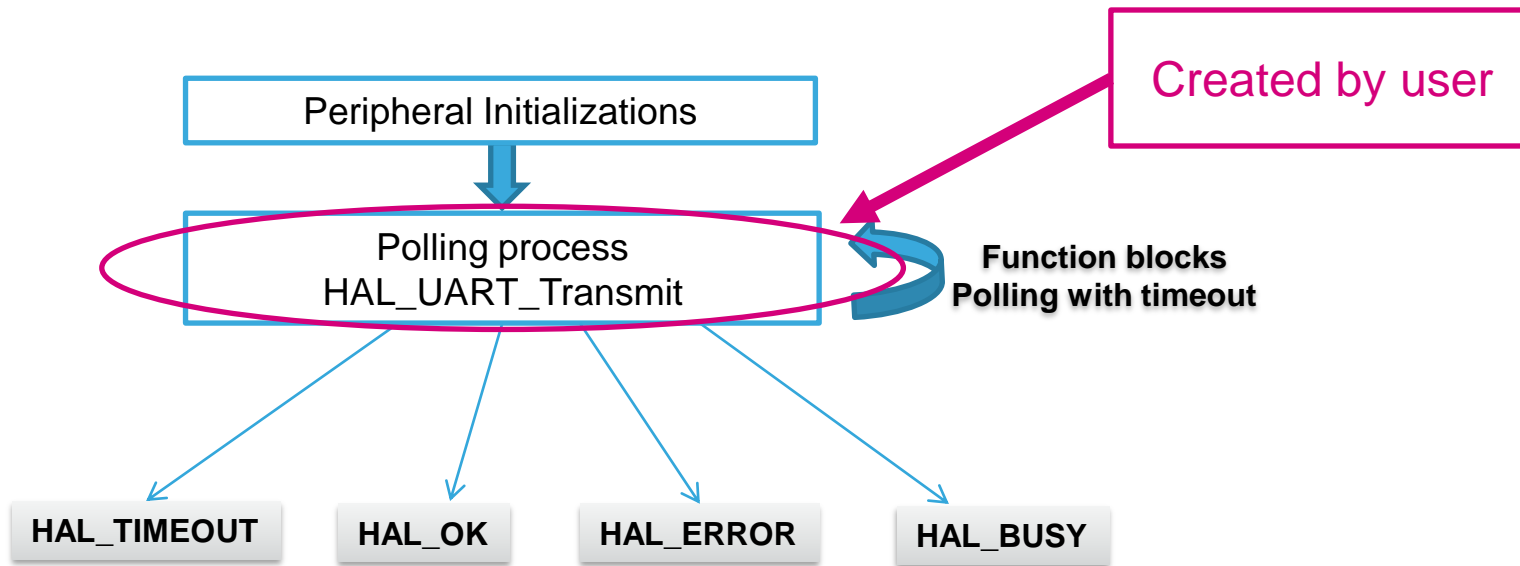 Created by user
Peripheral Initializations
Polling process
HAL_UART_Transmit
Function blocks
Polling with timeout
HAL_TIMEOUT
HAL_OK
HAL_ERROR
HAL_BUSY